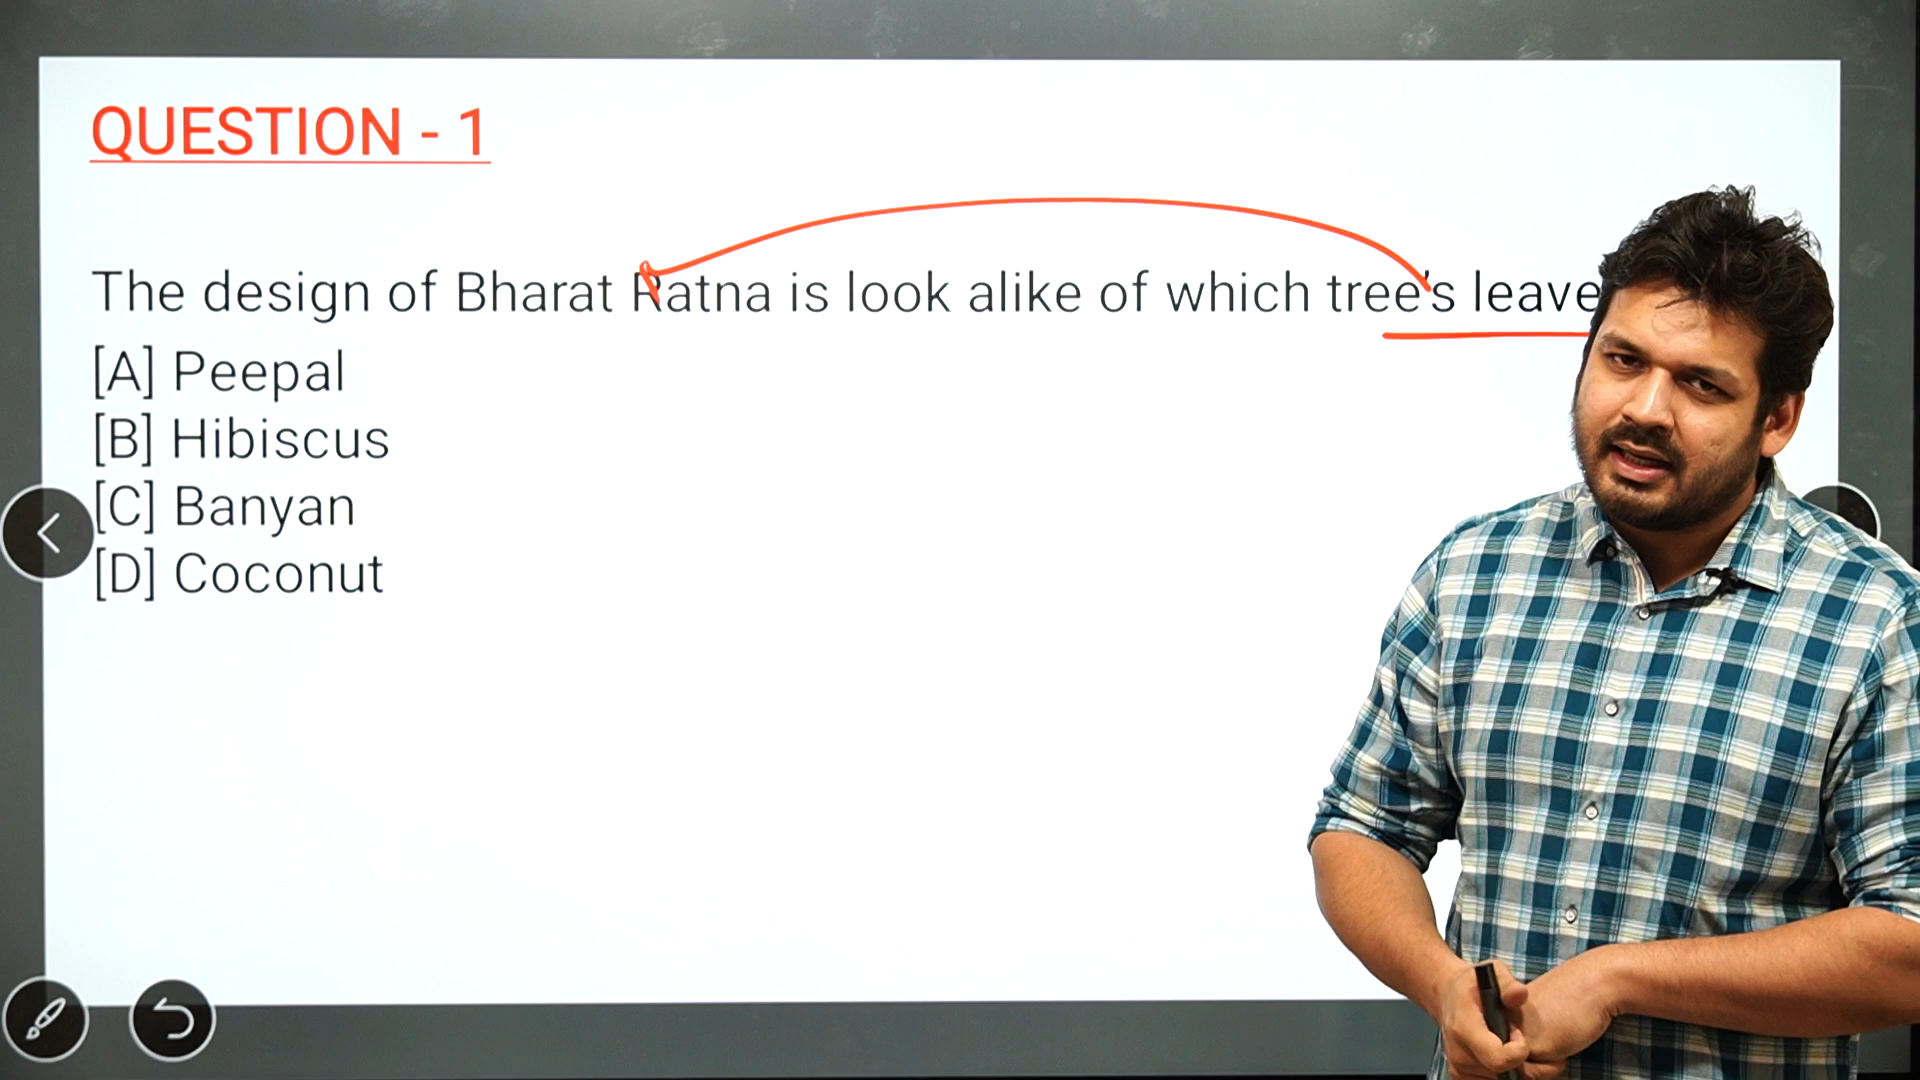 QUESTION - 1
The design of Bharat Ratna is look alike of which tree's leave
[A] Peepal
[B] Hibiscus
[C] Banyan
[D] Coconut